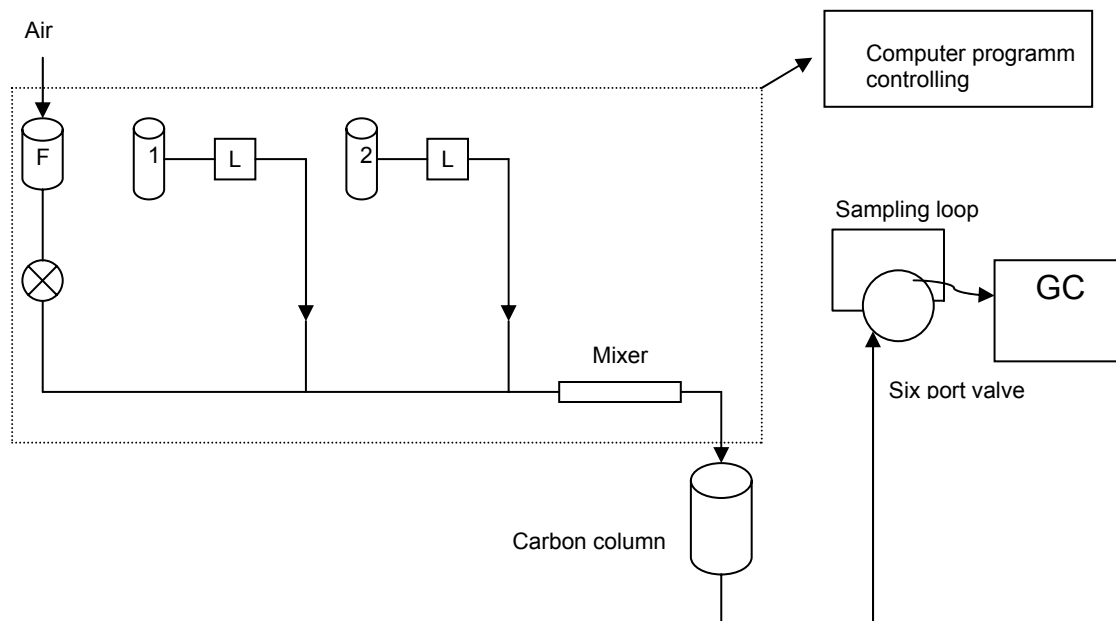 Air
Computer programm
controlling
F
1
L
2
L
Sampling loop
GC
Mixer
Six port valve
Carbon column